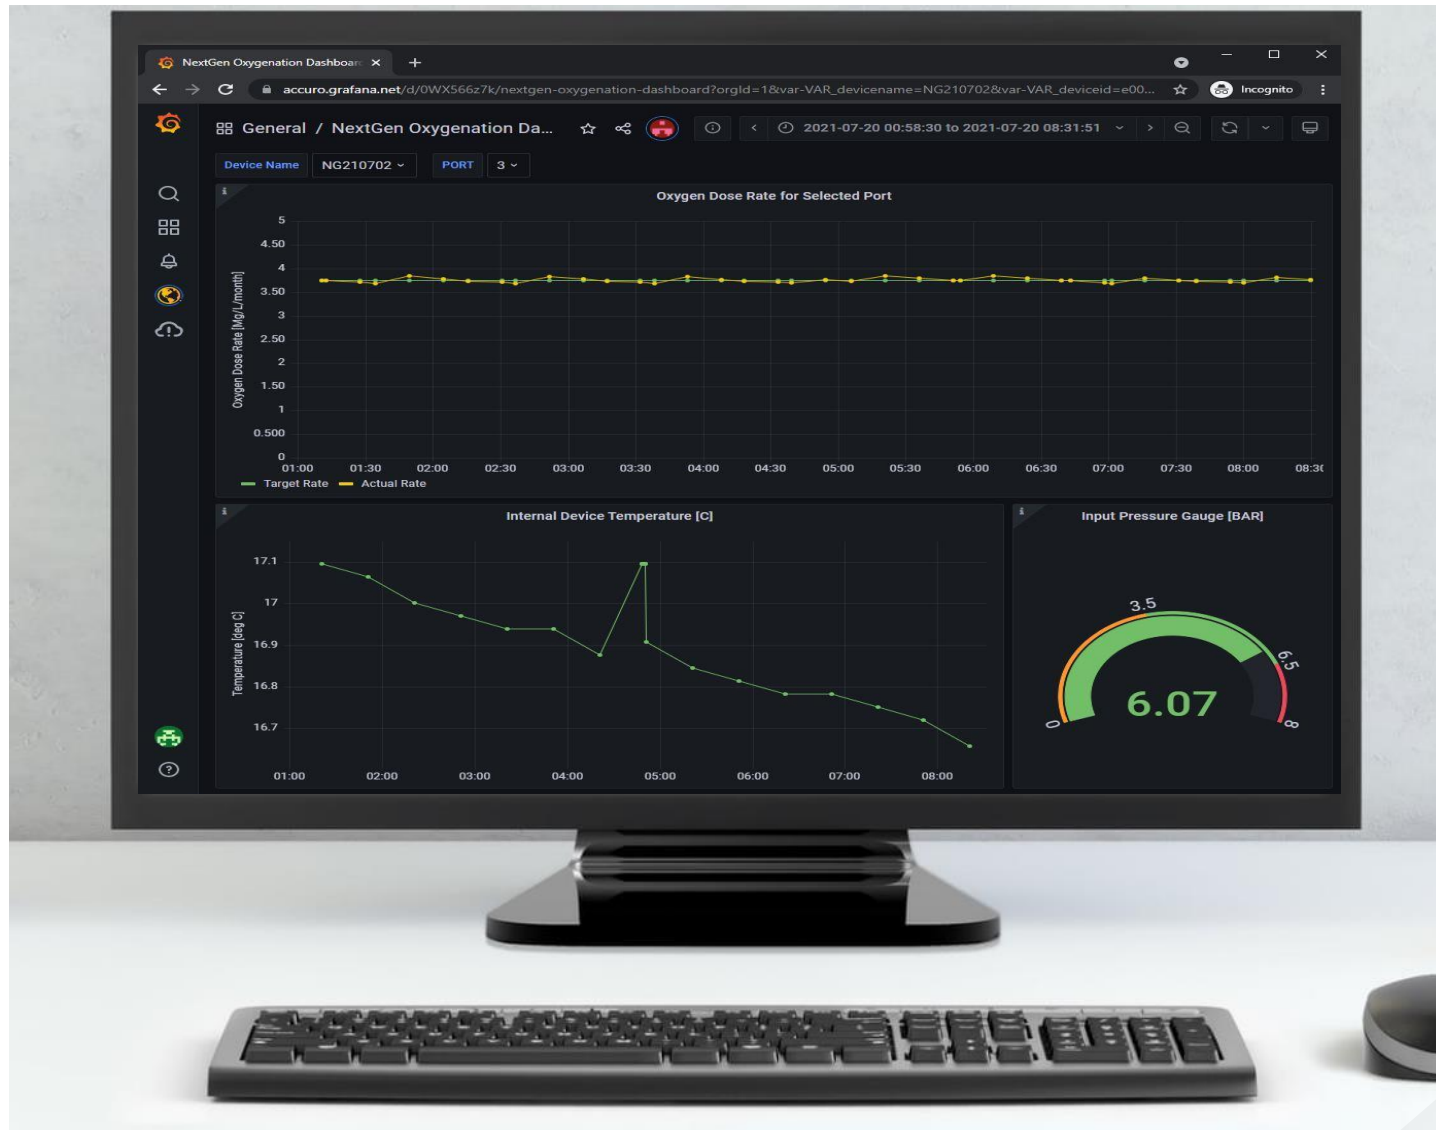 NextGen Oxygenation Dashboar
accuro.grafana.net/d/0WX566z7k/nextgen-oxygenation-dashboard?orgId=1&var-VAR_devicename=NG210702&var-VAR_deviceid=e00...
Incognito
General / NextGen Oxygenation Da...
2021-07-20 00:58:30 to 2021-07-20 08:31:51
Device Name NG210702 PORT 3
Oxygen Dose Rate for Selected Port
Oxygen Dose Rate [Mg/L/month]
5
4.50
4
3.50
3
2.50
2
1.50
1
0.500
0
01:00 01:30 02:00 02:30 03:00 03:30 04:00 04:30 05:00 05:30 06:00 06:30 07:00 07:30 08:00 08:3
Target Rate Actual Rate
Internal Device Temperature [C]
Temperature [deg C]
17.1
17
16.9
16.8
16.7
01:00 02:00 03:00 04:00 05:00 06:00 07:00 08:00
Input Pressure Gauge [BAR]
3.5
6.5
6.07
0
8